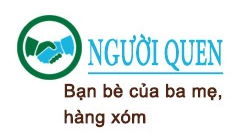 NGƯỜI QUEN
Bạn bè của ba mẹ,
hàng xóm